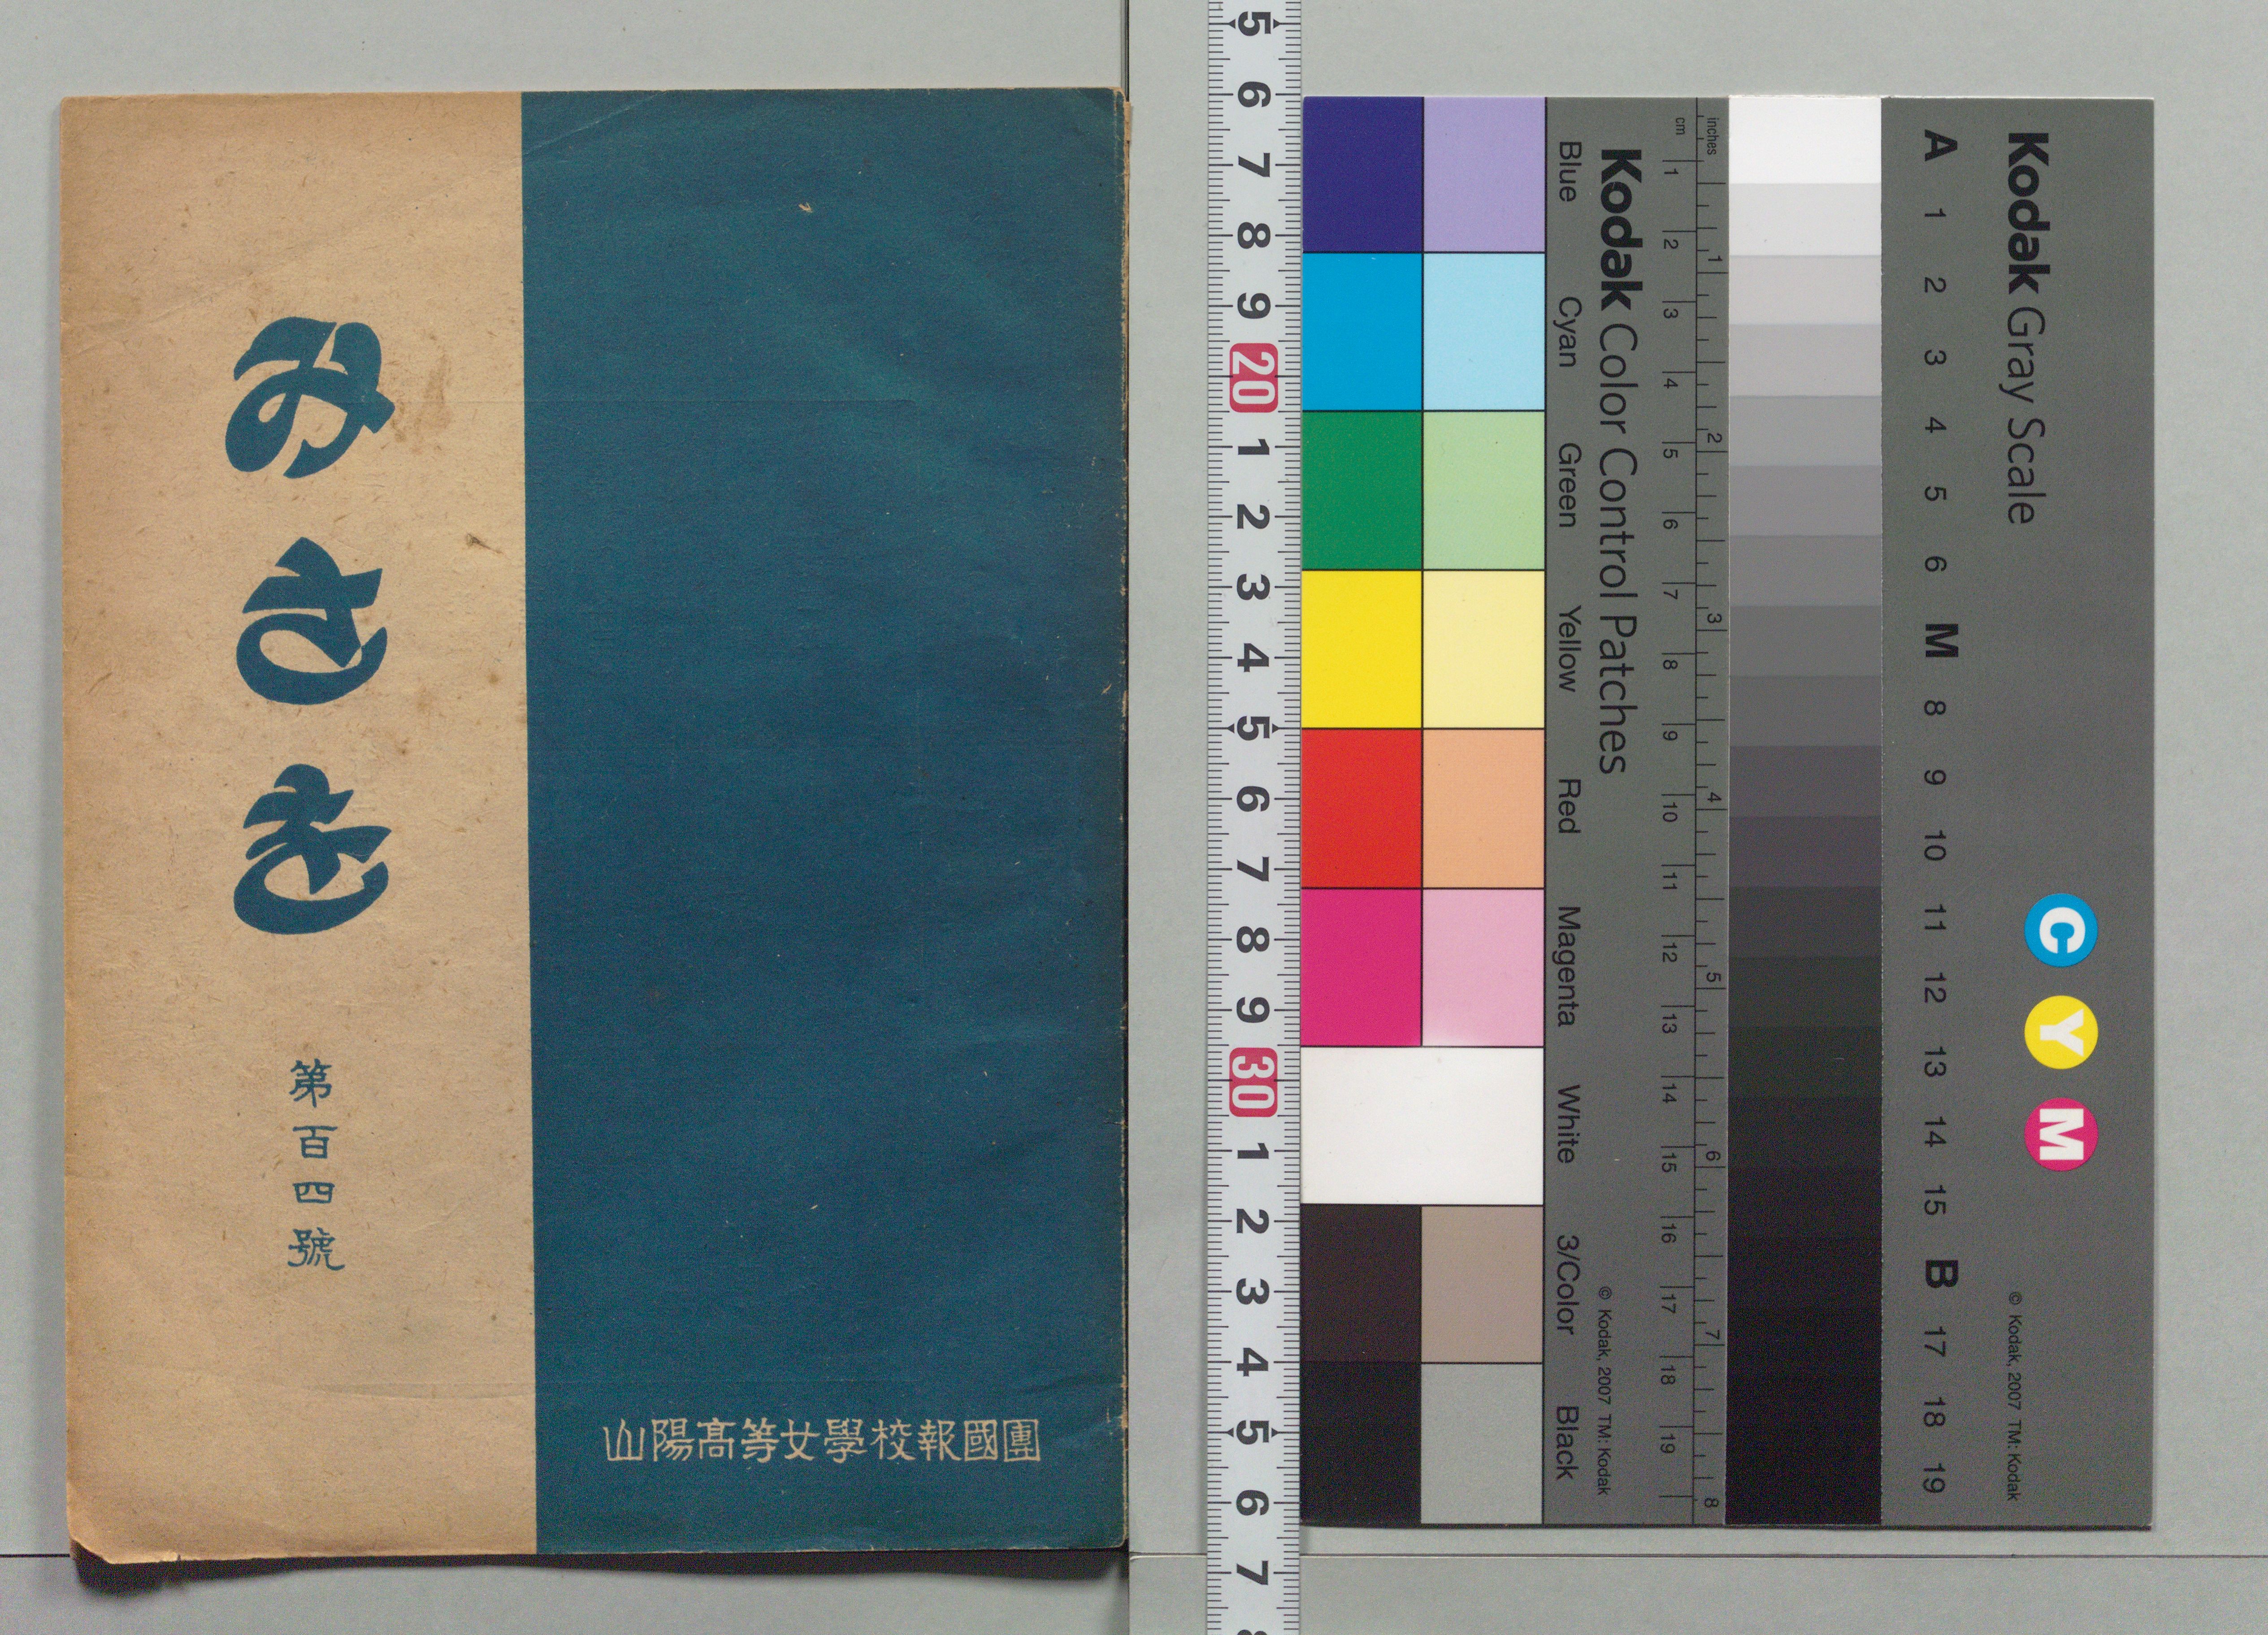 みさを
第百四號
山陽高等女學校報國團
5 6 7 8 9 20 1 2 3 4 5 6 7 8 9 30 1 2 3 4 5 6 7
Blue Cyan Green Yellow Red Magenta White 3/Color Black
Kodak Color Control Patches
© Kodak, 2007 TM: Kodak
cm 1 2 3 4 5 6 7 8 9 10 11 12 13 14 15 16 17 18 19
inches 1 2 3 4 5 6 7 8
A 1 2 3 4 5 6 M 8 9 10 11 12 13 14 15 B 17 18 19
Kodak Gray Scale
C Y M
© Kodak, 2007 TM: Kodak